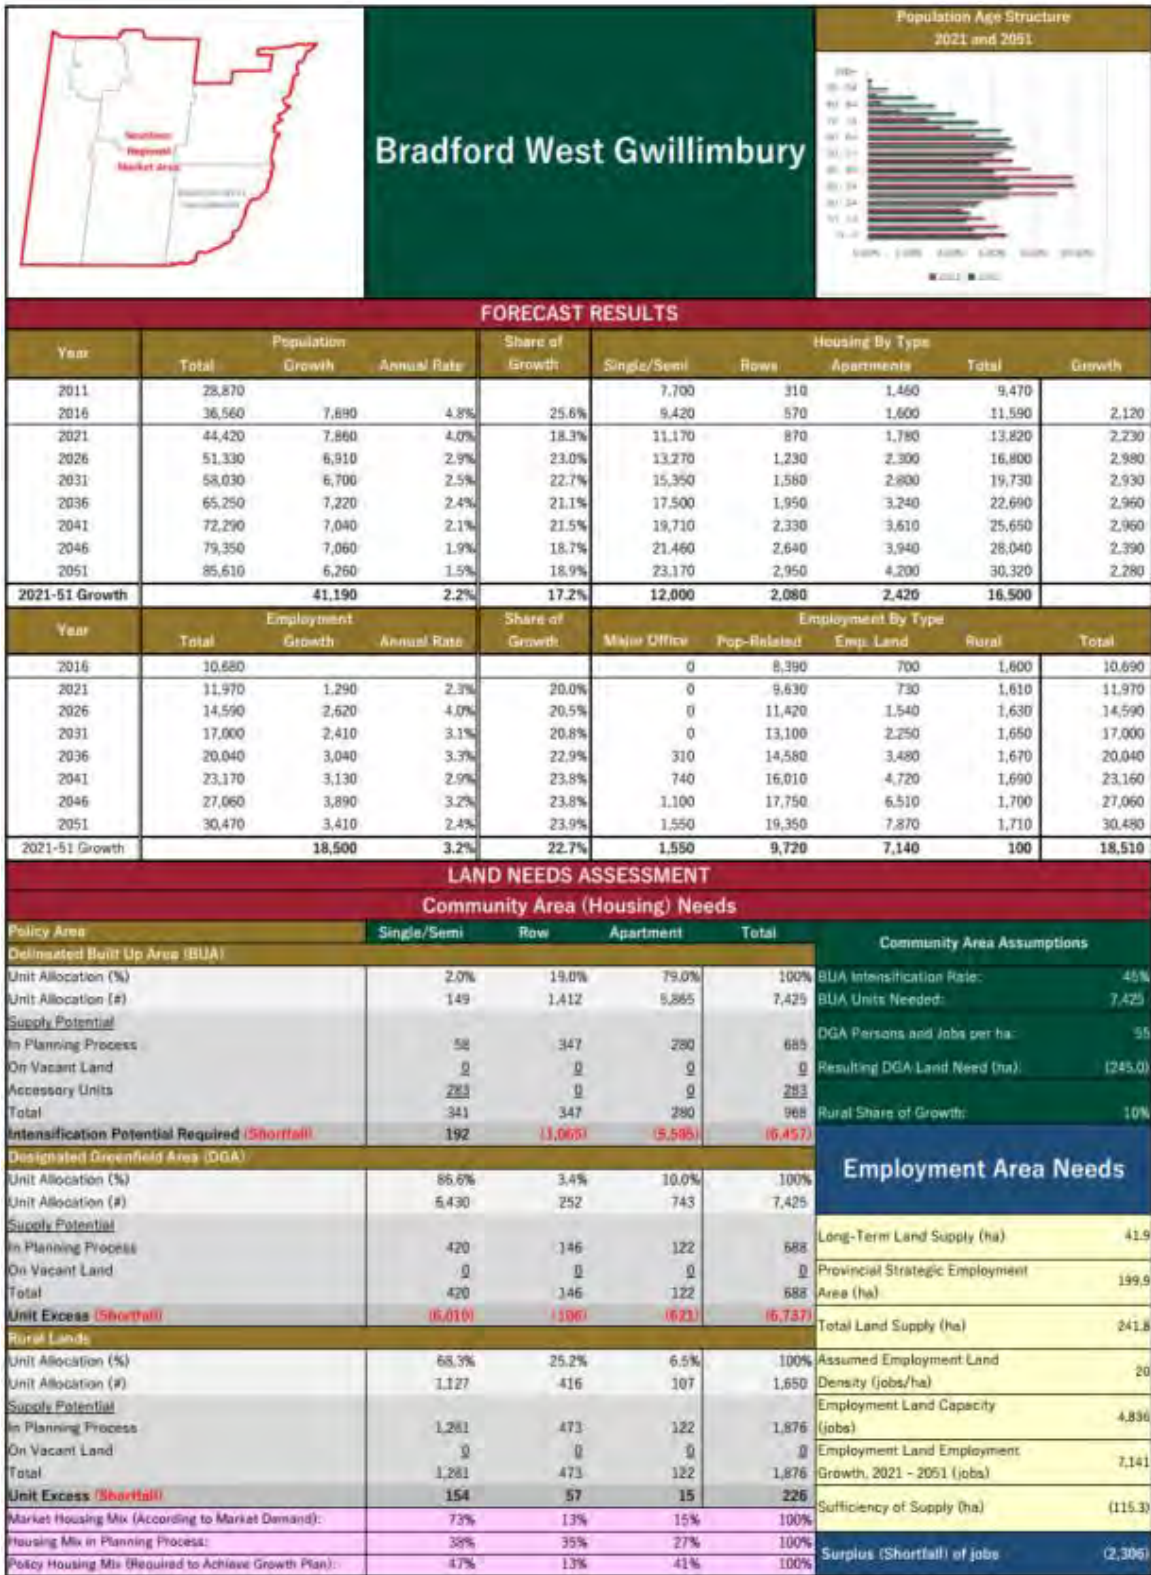 Southern
Regional
Market Area
Bradford West Gwillimbury
Population Age Structure
2021 and 2051
FORECAST RESULTS
Year Population Share of Growth Housing By Type
Total Growth Annual Rate Single/Semi Rows Apartments Total Growth
2011 28,870 7,700 310 1,460 9,470
2016 36,560 7,690 4.8% 25.6% 9,420 570 1,600 11,590 2,120
2021 44,420 7,860 4.0% 18.3% 11,170 870 1,780 13,820 2,230
2026 51,330 6,910 2.9% 23.0% 13,270 1,230 2,300 16,800 2,980
2031 58,030 6,700 2.5% 22.7% 15,350 1,580 2,800 19,730 2,930
2036 65,250 7,220 2.4% 21.1% 17,500 1,950 3,240 22,690 2,960
2041 72,290 7,040 2.1% 21.5% 19,710 2,330 3,610 25,650 2,960
2046 79,350 7,060 1.9% 18.7% 21,460 2,640 3,940 28,040 2,390
2051 85,610 6,260 1.5% 18.9% 23,170 2,950 4,200 30,320 2,280
2021-51 Growth 41,190 2.2% 17.2% 12,000 2,080 2,420 16,500
Year Employment Share of Growth Employment By Type
Total Growth Annual Rate Major Office Pop-Related Emp. Land Rural Total
2016 10,680 0 8,390 700 1,600 10,690
2021 11,970 1,290 2.3% 20.0% 0 9,630 730 1,610 11,970
2026 14,590 2,620 4.0% 20.5% 0 11,420 1,540 1,630 14,590
2031 17,000 2,410 3.1% 20.8% 0 13,100 2,250 1,650 17,000
2036 20,040 3,040 3.3% 22.9% 310 14,580 3,480 1,670 20,040
2041 23,170 3,130 2.9% 23.8% 740 16,010 4,720 1,690 23,160
2046 27,060 3,890 3.2% 23.8% 1,100 17,750 6,510 1,700 27,060
2051 30,470 3,410 2.4% 23.9% 1,550 19,350 7,870 1,710 30,480
2021-51 Growth 18,500 3.2% 22.7% 1,550 9,720 7,140 100 18,510
LAND NEEDS ASSESSMENT
Community Area (Housing) Needs
Policy Area Single/Semi Row Apartment Total
Delineated Built Up Area (BUA)
Unit Allocation (%) 2.0% 19.0% 79.0% 100%
Unit Allocation (#) 149 1,412 5,865 7,425
Supply Potential
In Planning Process 58 347 280 685
On Vacant Land 0 0 0 0
Accessory Units 283 0 0 283
Total 341 347 280 968
Intensification Potential Required (Shortfall) 192 (1,065) (5,585) (6,457)
Designated Greenfield Area (DGA)
Unit Allocation (%) 86.6% 3.4% 10.0% 100%
Unit Allocation (#) 6,430 252 743 7,425
Supply Potential
In Planning Process 420 146 122 688
On Vacant Land 0 0 0 0
Total 420 146 122 688
Unit Excess (Shortfall) (6,010) (106) (621) (6,737)
Rural Lands
Unit Allocation (%) 68.3% 25.2% 6.5% 100%
Unit Allocation (#) 1,127 416 107 1,650
Supply Potential
In Planning Process 1,281 473 122 1,876
On Vacant Land 0 0 0 0
Total 1,281 473 122 1,876
Unit Excess (Shortfall) 154 57 15 226
Market Housing Mix (According to Market Demand): 73% 13% 15% 100%
Housing Mix in Planning Process: 38% 35% 27% 100%
Policy Housing Mix (Required to Achieve Growth Plan): 47% 13% 41% 100%
Community Area Assumptions
BUA Intensification Rate: 45%
BUA Units Needed: 7,425
DGA Persons and Jobs per ha: 55
Resulting DGA Land Need (ha): (245.0)
Rural Share of Growth: 10%
Employment Area Needs
Long-Term Land Supply (ha) 41.9
Provincial Strategic Employment
Area (ha) 199.9
Total Land Supply (ha) 241.8
Assumed Employment Land
Density (jobs/ha) 20
Employment Land Capacity
(jobs) 4,836
Employment Land Employment
Growth, 2021 - 2051 (jobs) 7,141
Sufficiency of Supply (ha) (115.3)
Surplus (Shortfall) of jobs (2,306)